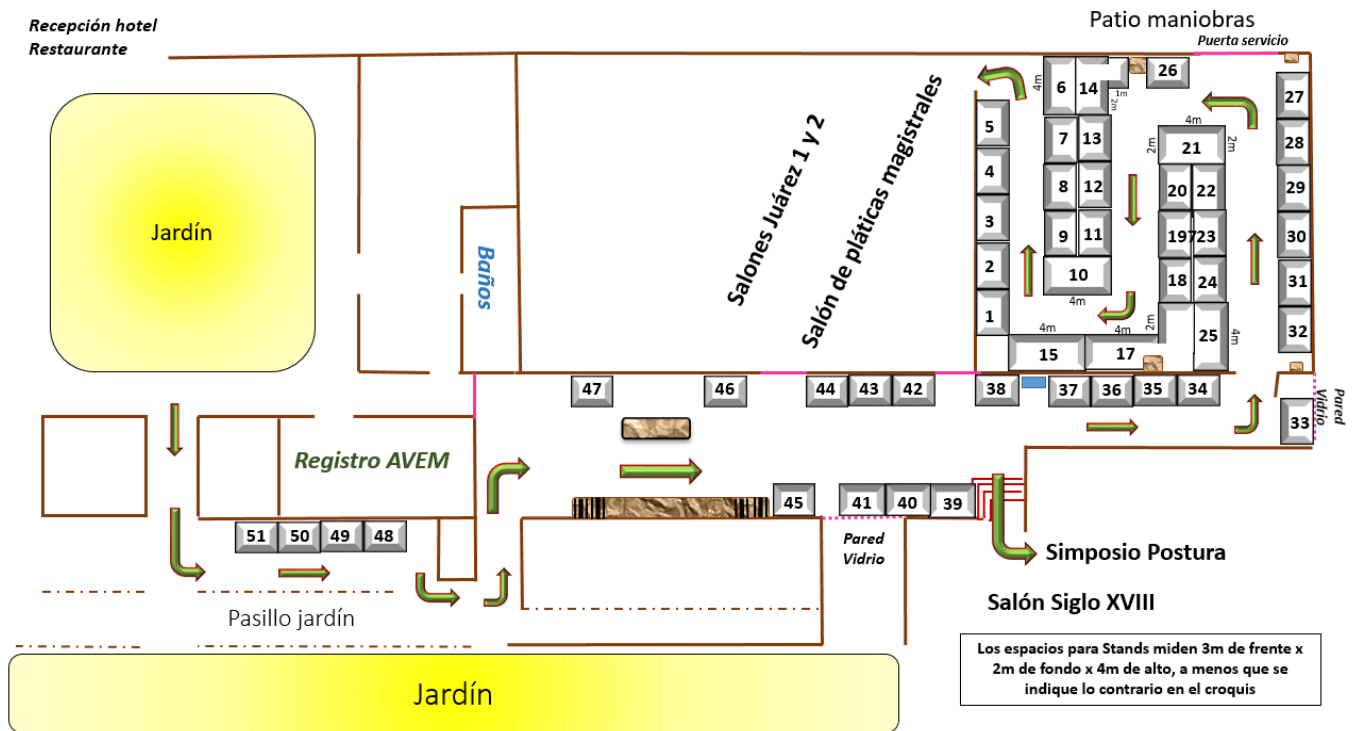 Recepción hotel
Restaurante
Patio maniobras
Puerta servicio
Jardín
Baños
Salones Juárez 1 y 2
Salón de pláticas magistrales
5
4
3
2
1
4m
6
14
1m
2m
26
7
13
8
12
9
11
10
4m
4m
2m
21
2m
20
22
197
23
18
24
2m
25
4m
4m
15
4m
17
27
28
29
30
31
32
47
46
44
43
42
38
37
36
35
34
33
Pared
Vidrio
Registro AVEM
45
41
40
39
51
50
49
48
Pared
Vidrio
Simposio Postura
Salón Siglo XVIII
Pasillo jardín
Los espacios para Stands miden 3m de frente x
2m de fondo x 4m de alto, a menos que se
indique lo contrario en el croquis
Jardín